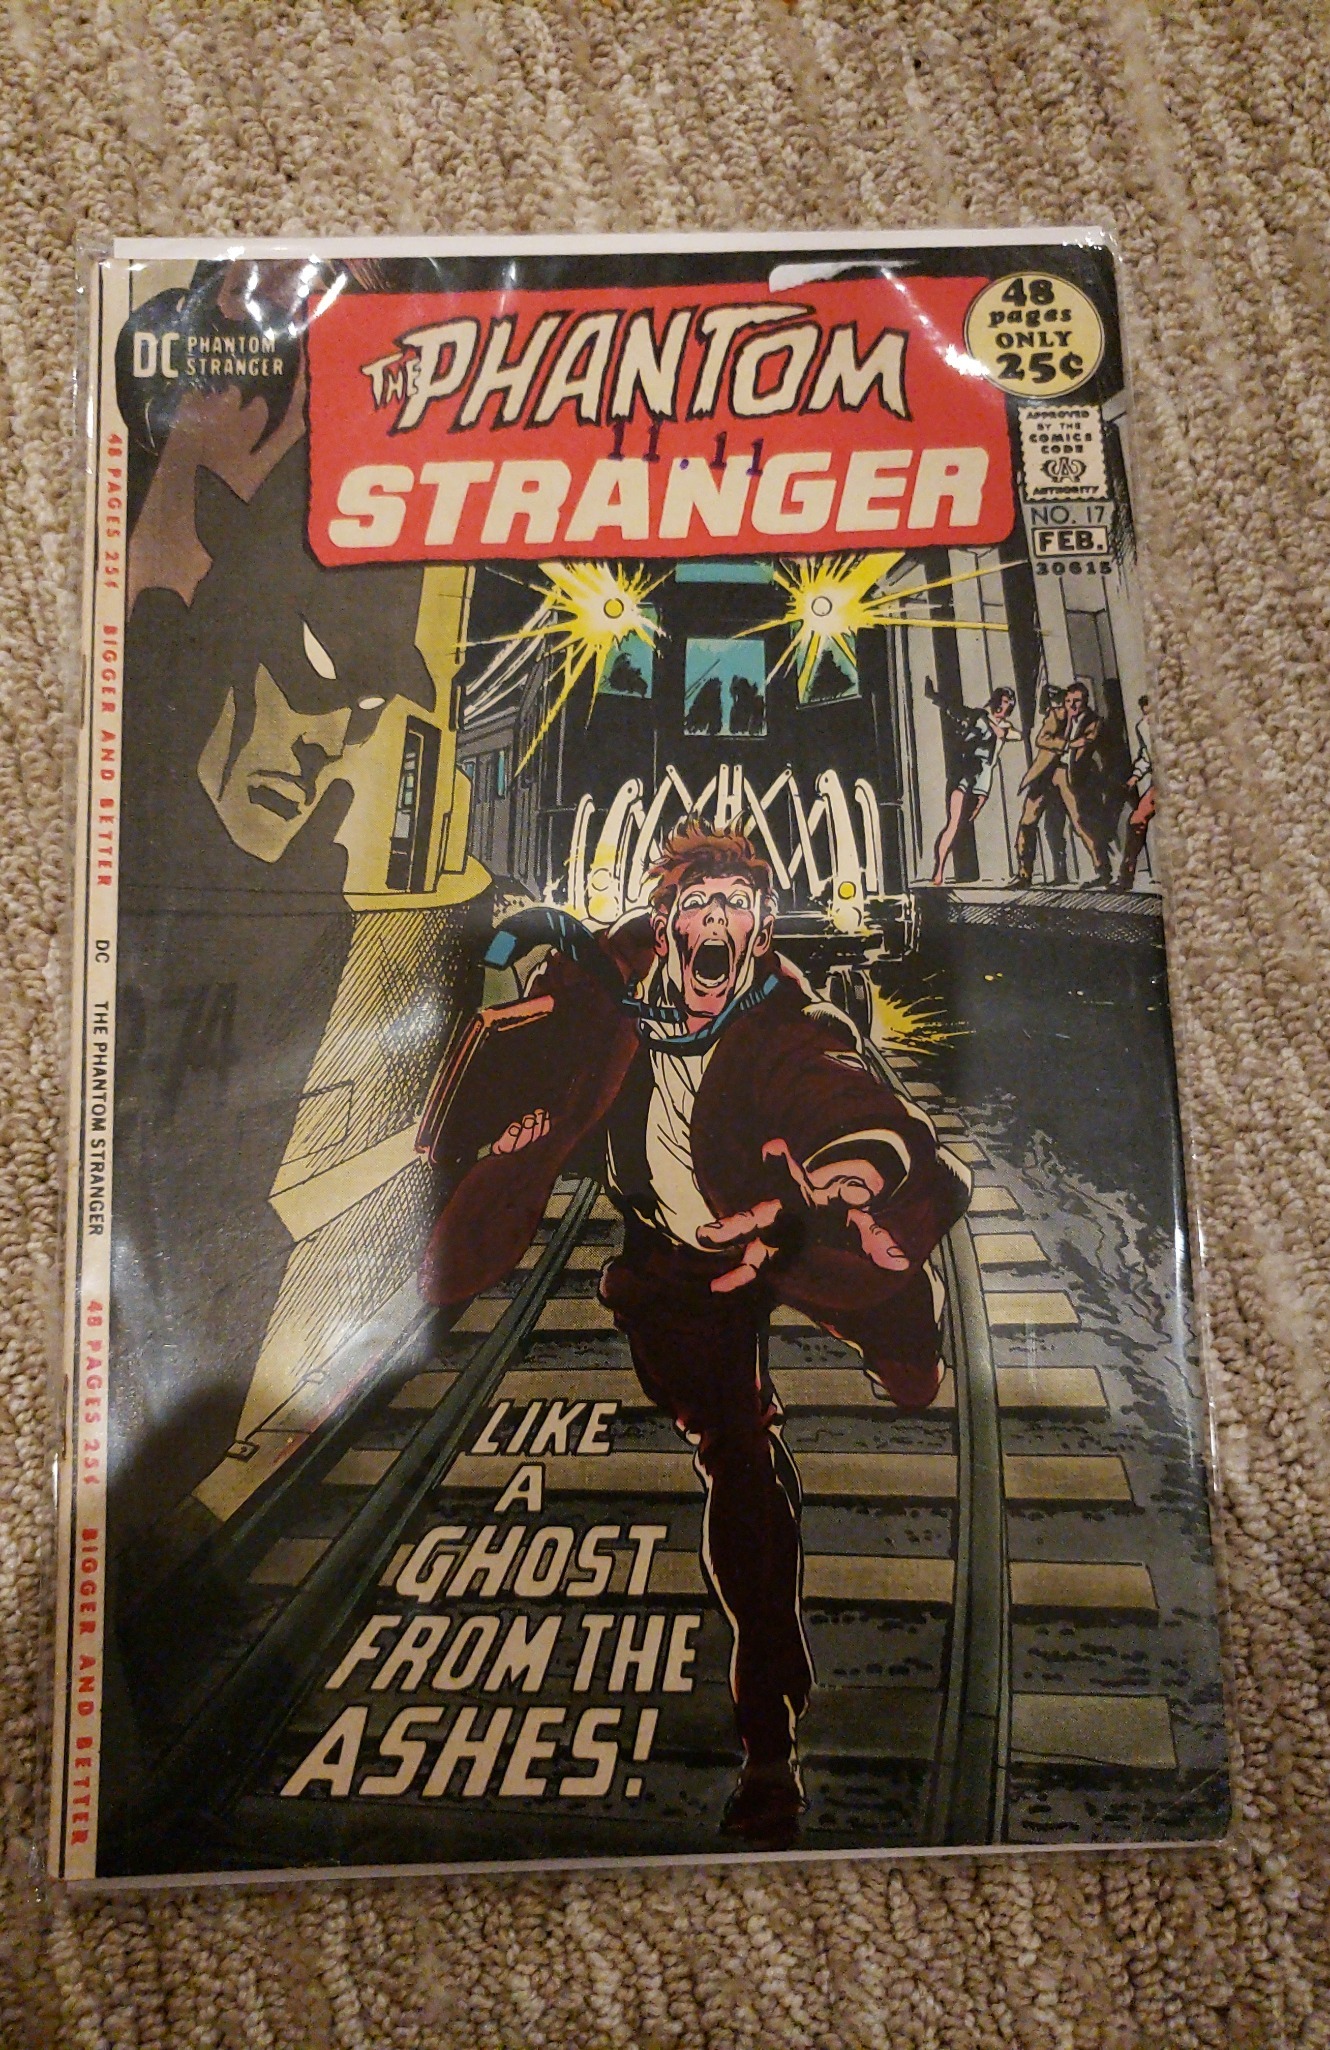 DC PHANTOM
STRANGER
THE PHANTOM
11.11
STRANGER
48
pages
ONLY
25¢
APPROVED
BY THE
COMICS
CODE
CA
AUTHORITY
NO. 17
FEB.
30615
48 PAGES 25¢ BIGGER AND BETTER DC THE PHANTOM STRANGER 48 PAGES 25¢ BIGGER AND BETTER
LIKE
A
GHOST
FROM THE
ASHES!